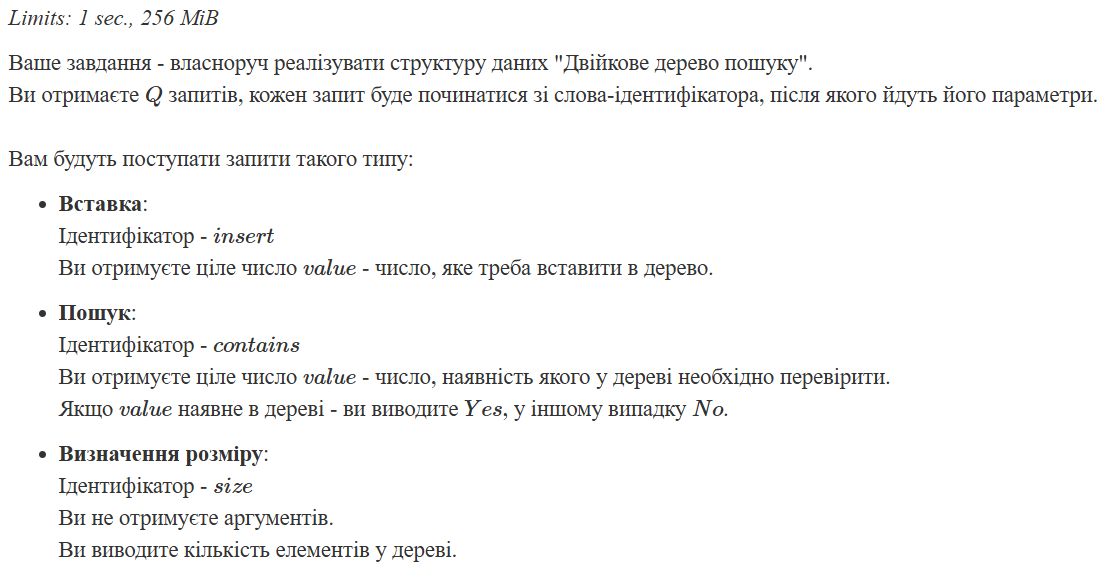 Limits: 1 sec., 256 MiB
Ваше завдання - власноруч реалізувати структуру даних "Двійкове дерево пошуку".
Ви отримаєте Q запитів, кожен запит буде починатися зі слова-ідентифікатора, після якого йдуть його параметри.
Вам будуть поступати запити такого типу:
• Вставка:
Ідентифікатор - insert
Ви отримуєте ціле число value - число, яке треба вставити в дерево.
• Пошук:
Ідентифікатор - contains
Ви отримуєте ціле число value - число, наявність якого у дереві необхідно перевірити.
Якщо value наявне в дереві - ви виводите Yes, у іншому випадку No.
• Визначення розміру:
Ідентифікатор - size
Ви не отримуєте аргументів.
Ви виводите кількість елементів у дереві.